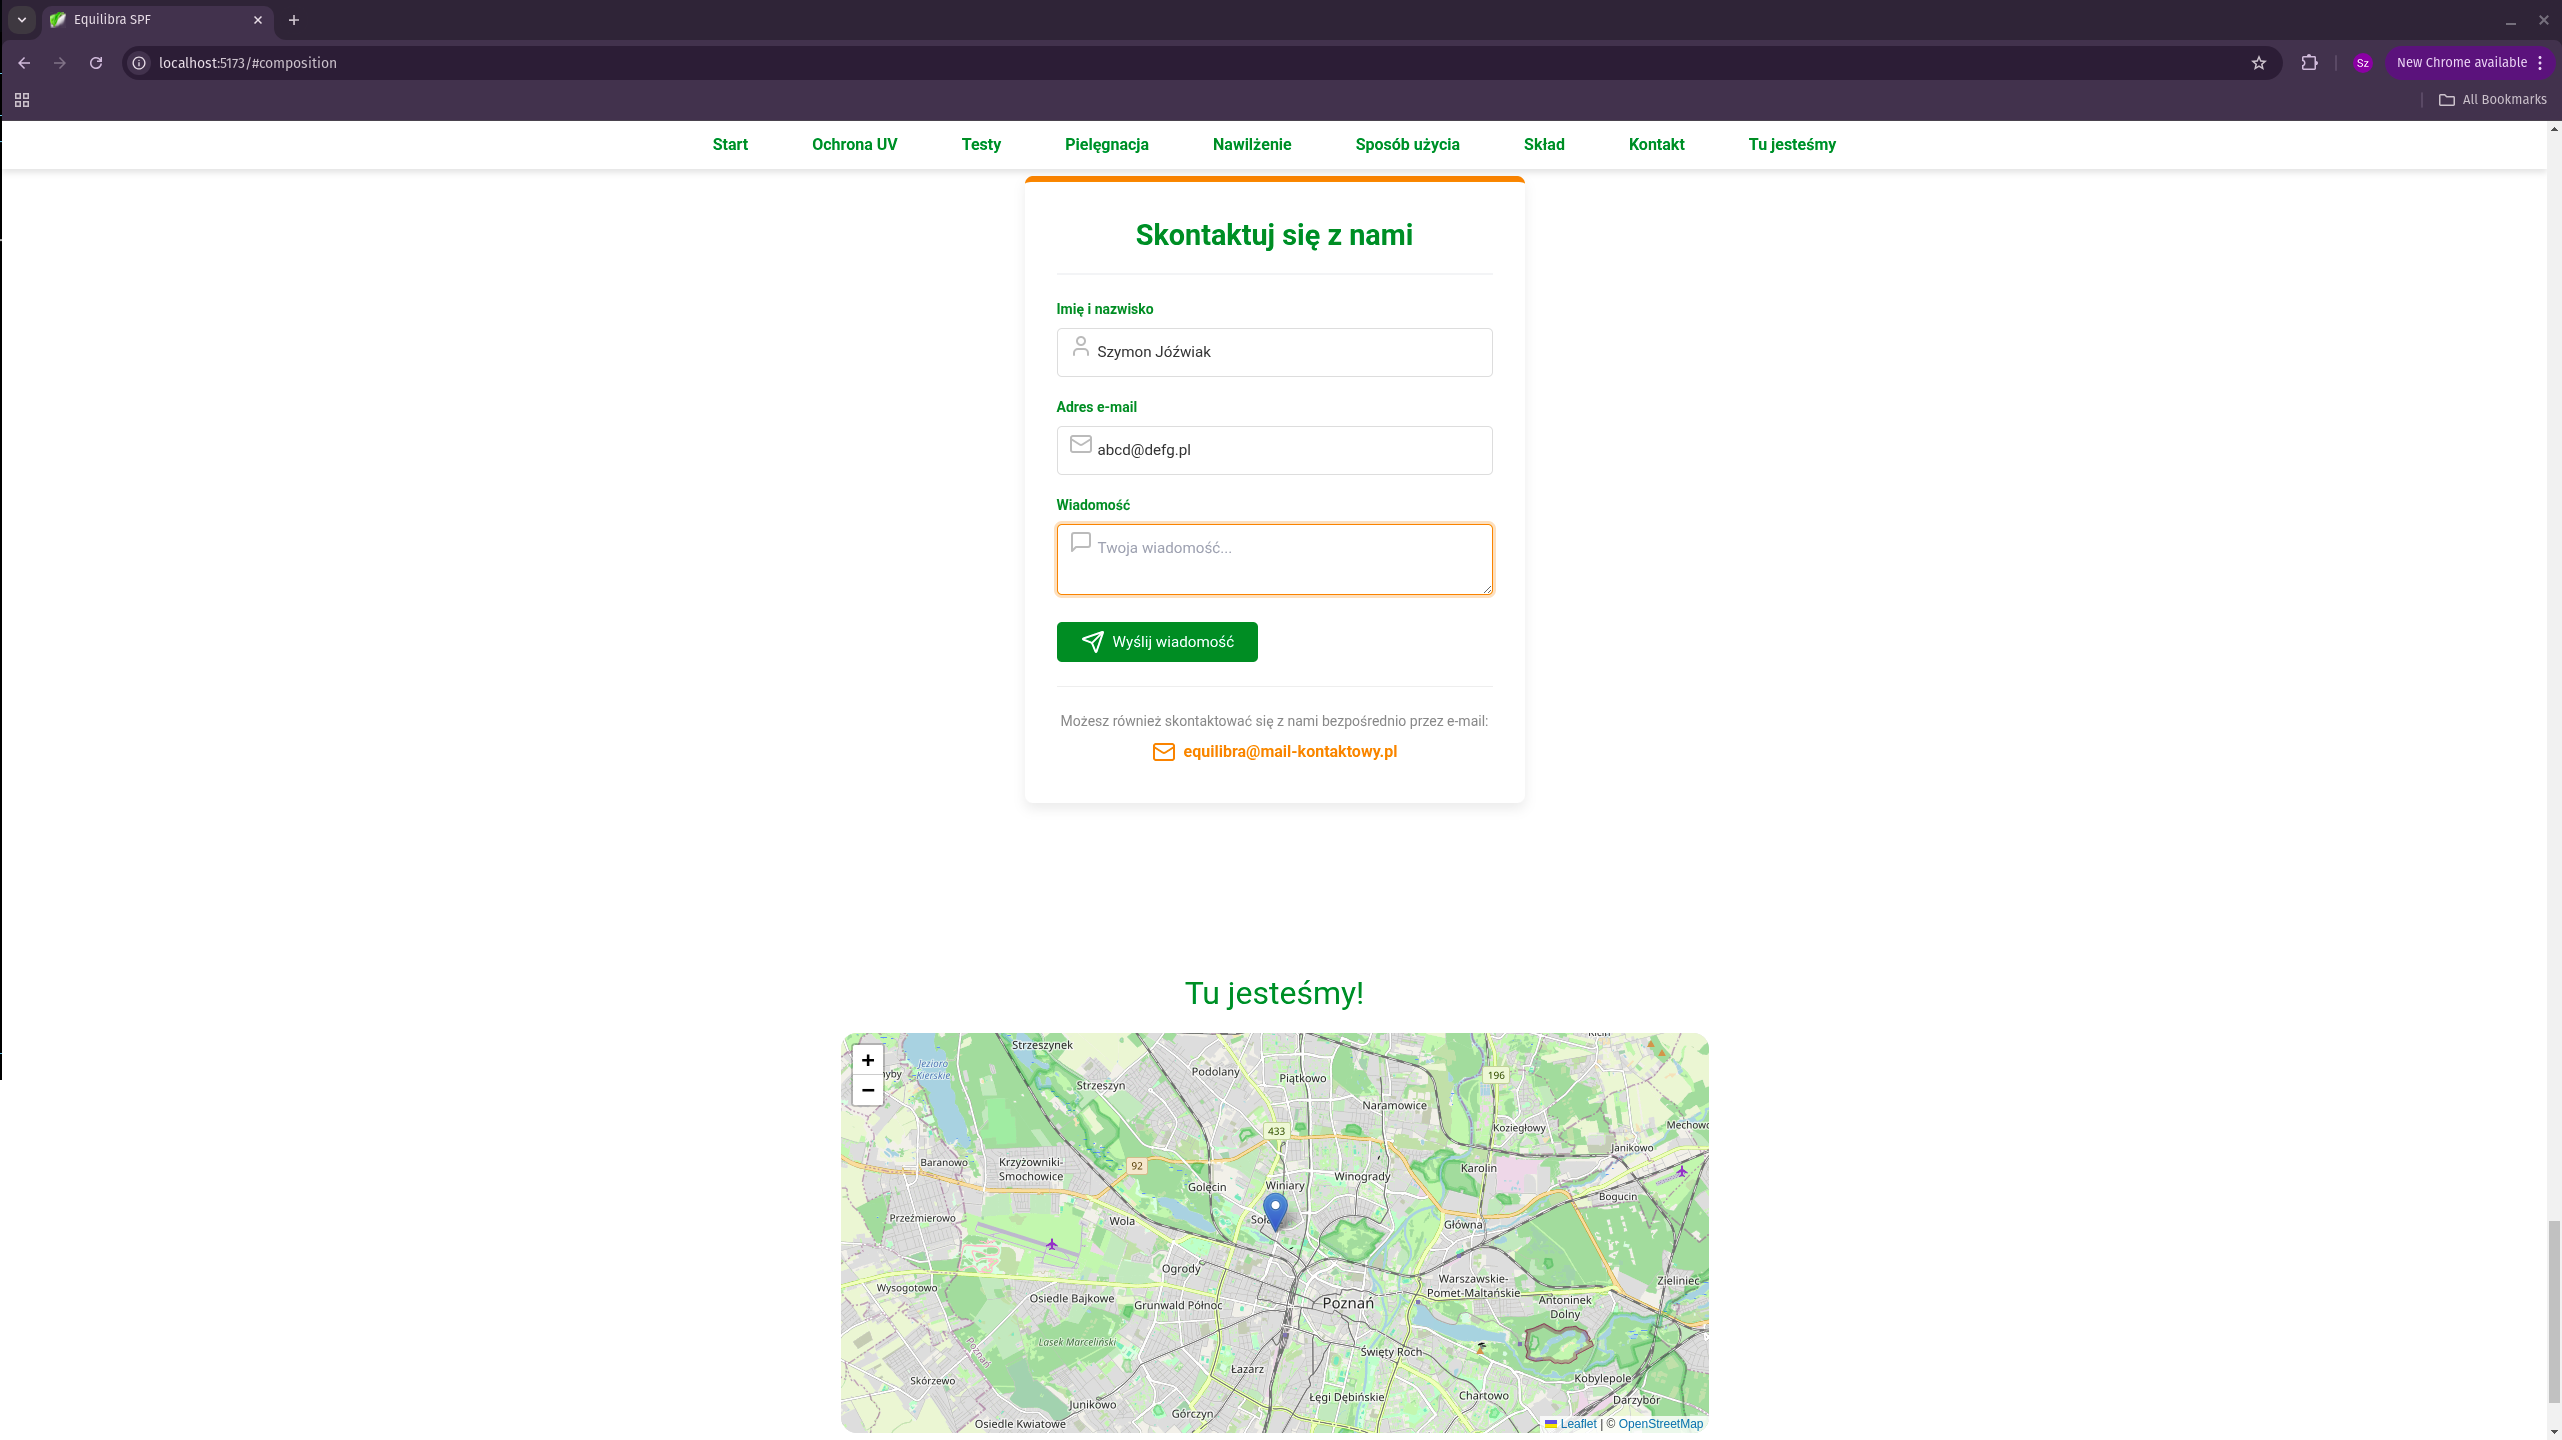 Equilibra SPF
localhost:5173/#composition
Sz
New Chrome available
All Bookmarks
Start Ochrona UV Testy Pielęgnacja Nawilżenie Sposób użycia Skład Kontakt Tu jesteśmy
Skontaktuj się z nami
Imię i nazwisko
Szymon Jóźwiak
Adres e-mail
abcd@defg.pl
Wiadomość
Twoja wiadomość...
Wyślij wiadomość
Możesz również skontaktować się z nami bezpośrednio przez e-mail:
equilibra@mail-kontaktowy.pl
Tu jesteśmy!
Strzeszynek
+
Jezioro
Kierskie
Podolany
Piątkowo
196
−
Strzeszyn
Naramowice
433
Koziegłowy
Janikowo
Baranowo
Krzyżowniki-
Smochowice
92
Winogrady
Karolin
Golęcin
Winiary
Bogucin
Przeźmierowo
Wola
Główna
Ogrody
Wysogotowo
Warszawskie-
Pomet-Maltańskie
Zieliniec
Osiedle Bajkowe
Grunwald Północ
Poznań
Antoninek
Dolny
Lasek Marceliński
Poznań
Święty Roch
Łazarz
Skórzewo
Kobylepole
Junikowo
Łęgi Dębińskie
Chartowo
Darzybór
Osiedle Kwiatowe
Górczyn
Leaflet | © OpenStreetMap